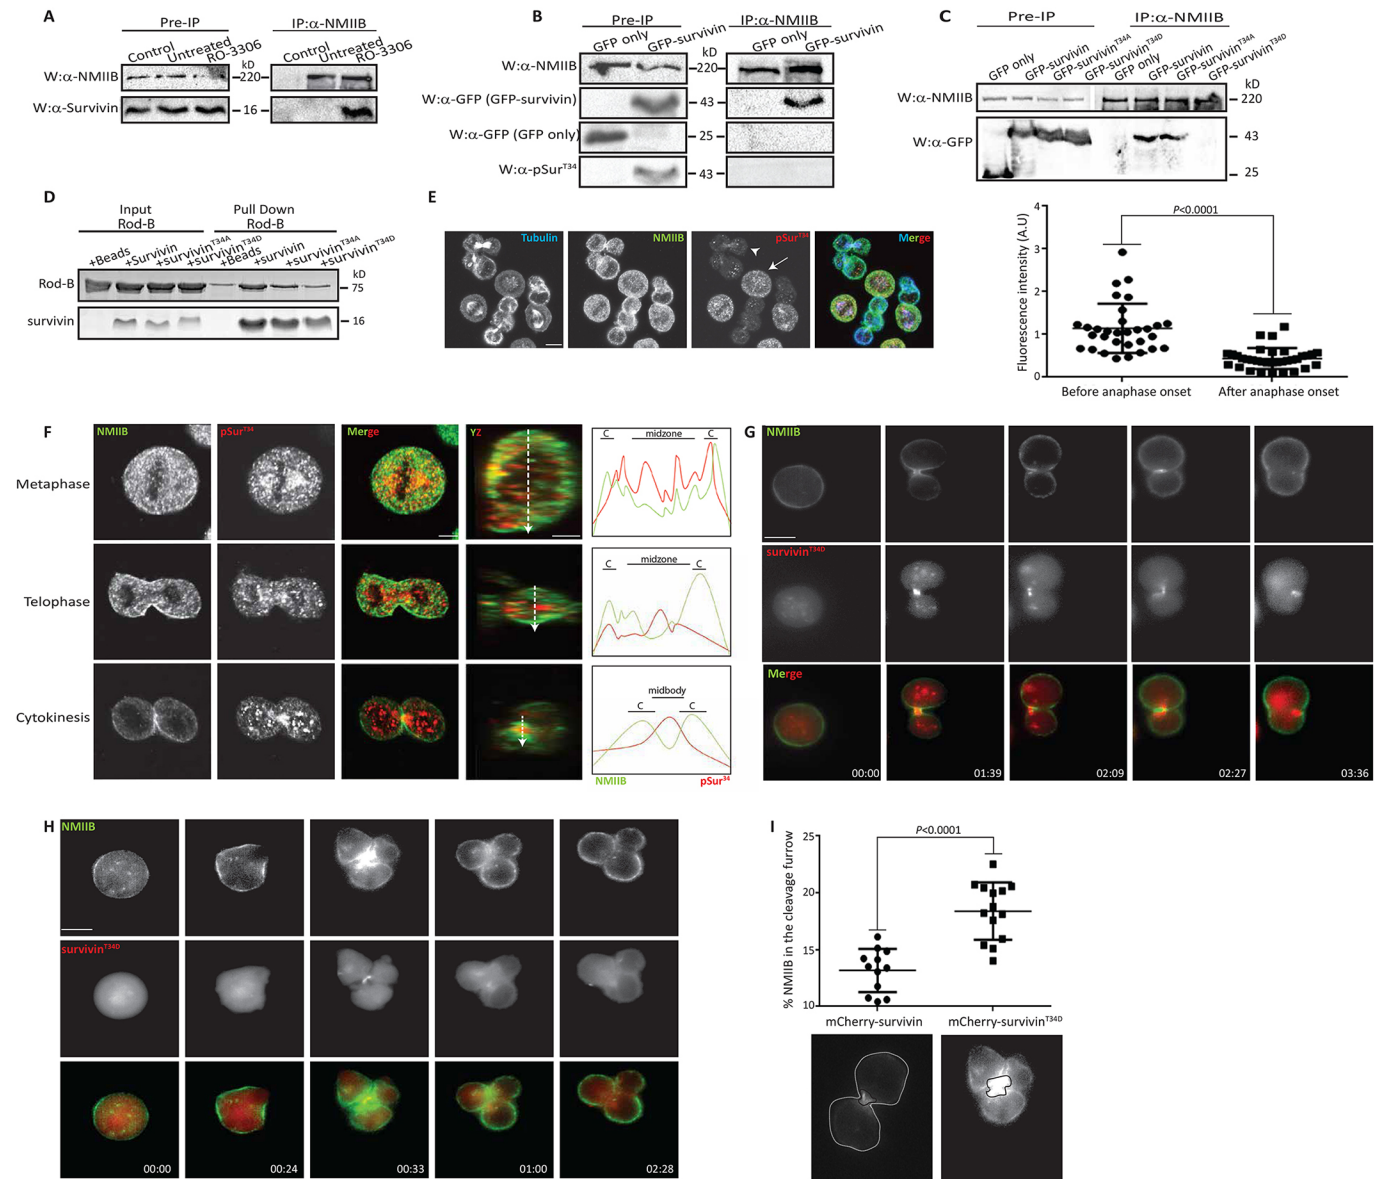 A
Pre-IP
IP:α-NMIIB
Control
Untreated
RO-3306
Control
Untreated
RO-3306
kD
W:α-NMIIB
220
W:α-Survivin
16
B
Pre-IP
IP:α-NMIIB
GFP only
GFP-survivin
kD
GFP only
GFP-survivin
W:α-NMIIB
220
W:α-GFP (GFP-survivin)
43
W:α-GFP (GFP only)
25
W:α-pSurT34
43
C
Pre-IP
IP:α-NMIIB
GFP only
GFP-survivin
GFP-survivinT34A
GFP-survivinT34D
GFP only
GFP-survivin
GFP-survivinT34A
GFP-survivinT34D
kD
W:α-NMIIB
220
W:α-GFP
43
25
D
Input
Rod-B
Pull Down
Rod-B
+Beads
+Survivin
+survivinT34A
+survivinT34D
+Beads
+survivin
+survivinT34A
+survivinT34D
kD
Rod-B
75
survivin
16
E
Tubulin
NMIIB
pSurT34
Merge
P<0.0001
Fluorescence intensity (A.U)
4
3
2
1
0
Before anaphase onset
After anaphase onset
F
NMIIB
pSurT34
Merge
YZ
C
midzone
C
Metaphase
C
midzone
C
Telophase
midbody
C
C
Cytokinesis
NMIIB
pSur34
G
NMIIB
survivinT34D
Merge
00:00
01:39
02:09
02:27
03:36
H
NMIIB
survivinT34D
00:00
00:24
00:33
01:00
02:28
I
P<0.0001
% NMIIB in the cleavage furrow
25
20
15
10
mCherry-survivin
mCherry-survivinT34D